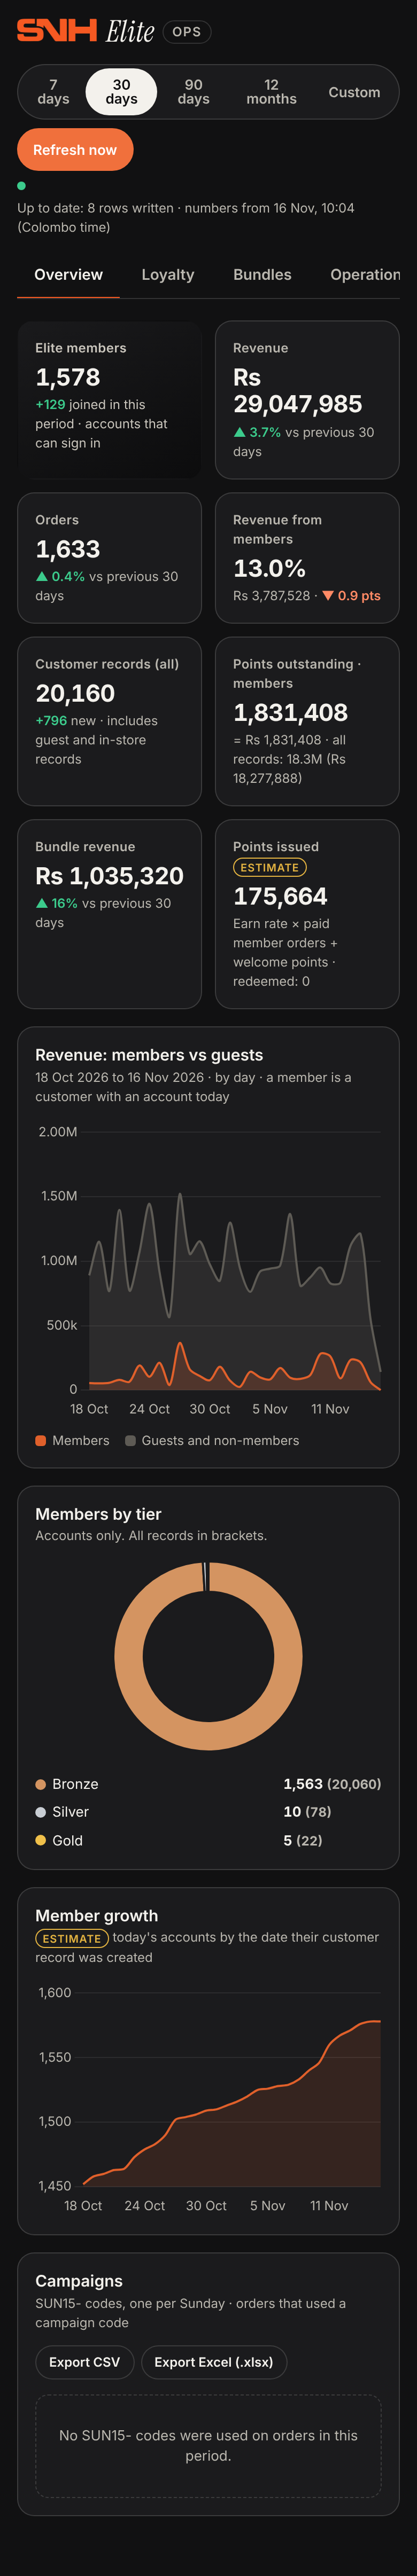 SNH Elite OPS
7 days
30 days
90 days
12 months
Custom
Refresh now
Up to date: 8 rows written · numbers from 16 Nov, 10:04
(Colombo time)
Overview Loyalty Bundles Operation
Elite members
1,578
+129 joined in this
period · accounts that
can sign in
Revenue
Rs
29,047,985
▲ 3.7% vs previous 30
days
Orders
1,633
▲ 0.4% vs previous 30
days
Revenue from
members
13.0%
Rs 3,787,528 · ▼ 0.9 pts
Customer records (all)
20,160
+796 new · includes
guest and in-store
records
Points outstanding ·
members
1,831,408
= Rs 1,831,408 · all
records: 18.3M (Rs
18,277,888)
Bundle revenue
Rs 1,035,320
▲ 16% vs previous 30
days
Points issued
ESTIMATE
175,664
Earn rate × paid
member orders +
welcome points ·
redeemed: 0
Revenue: members vs guests
18 Oct 2026 to 16 Nov 2026 · by day · a member is a
customer with an account today
2.00M
1.50M
1.00M
500k
0
18 Oct 24 Oct 30 Oct 5 Nov 11 Nov
Members Guests and non-members
Members by tier
Accounts only. All records in brackets.
Bronze 1,563 (20,060)
Silver 10 (78)
Gold 5 (22)
Member growth
ESTIMATE today's accounts by the date their customer
record was created
1,600
1,550
1,500
1,450
18 Oct 24 Oct 30 Oct 5 Nov 11 Nov
Campaigns
SUN15- codes, one per Sunday · orders that used a
campaign code
Export CSV Export Excel (.xlsx)
No SUN15- codes were used on orders in this
period.